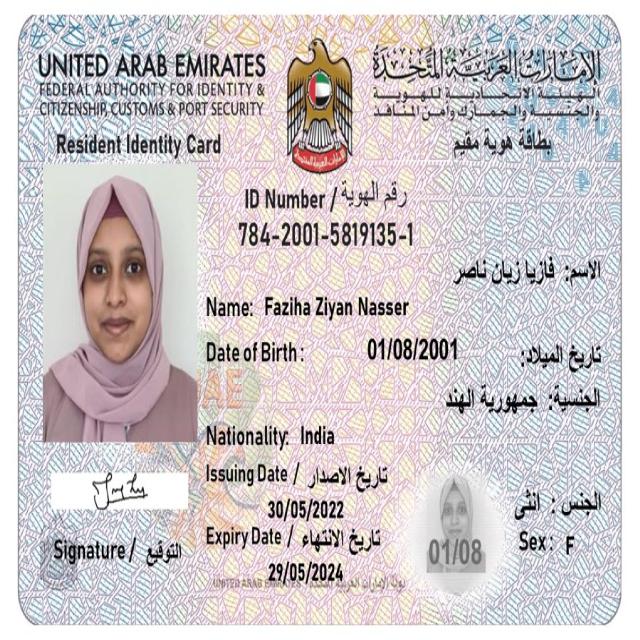 UNITED ARAB EMIRATES
الإمارات العربية المتحدة
FEDERAL AUTHORITY FOR IDENTITY &
الهيئة الاتحادية للهوية
CITIZENSHIP, CUSTOMS & PORT SECURITY
والجنسية والجمارك وأمن المنافذ
Resident Identity Card
بطاقة هوية مقيم
ID Number / رقم الهوية
784-2001-5819135-1
الاسم: فازيا زيان ناصر
Name: Faziha Ziyan Nasser
Date of Birth: 01/08/2001 تاريخ الميلاد:
الجنسية: جمهورية الهند
UAE
Nationality: India
Issuing Date / تاريخ الاصدار
30/05/2022
الجنس: انثى
Expiry Date / تاريخ الانتهاء
29/05/2024
Sex: F
01/08
Signature / التوقيع
UNITED ARAB EMIRATES